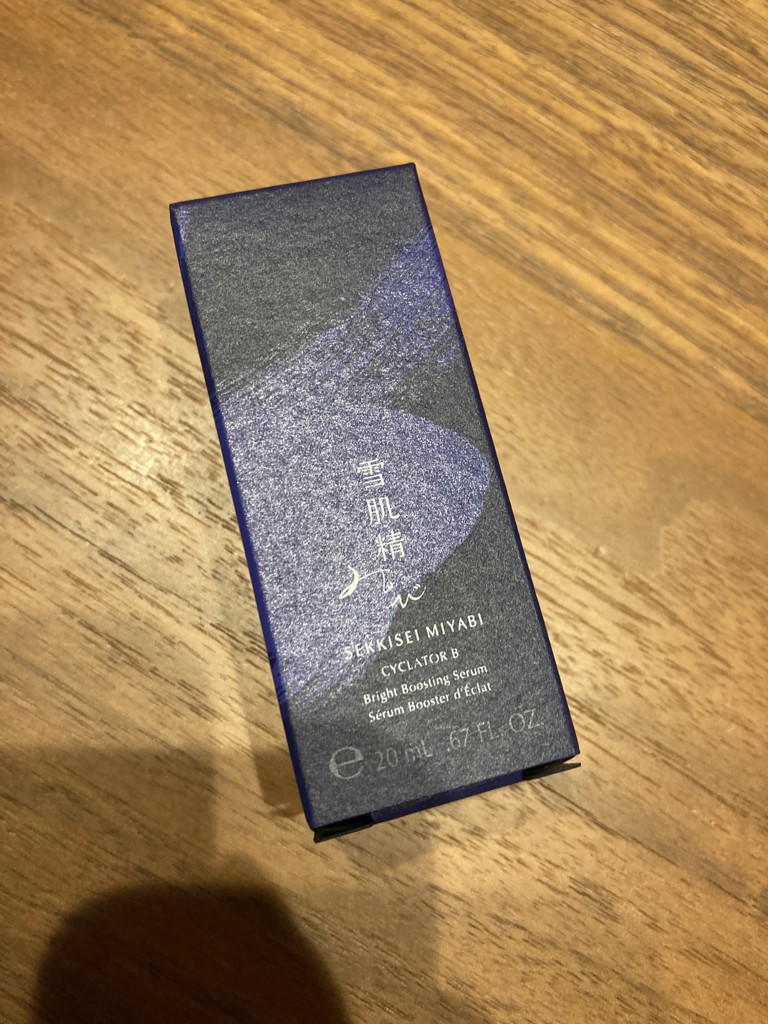 雪肌精
みやび
SEKKISEI MIYABI
CYCLATOR B
Bright Boosting Serum
Sérum Booster d'Éclat
℮ 20 mL .67 FL. OZ.